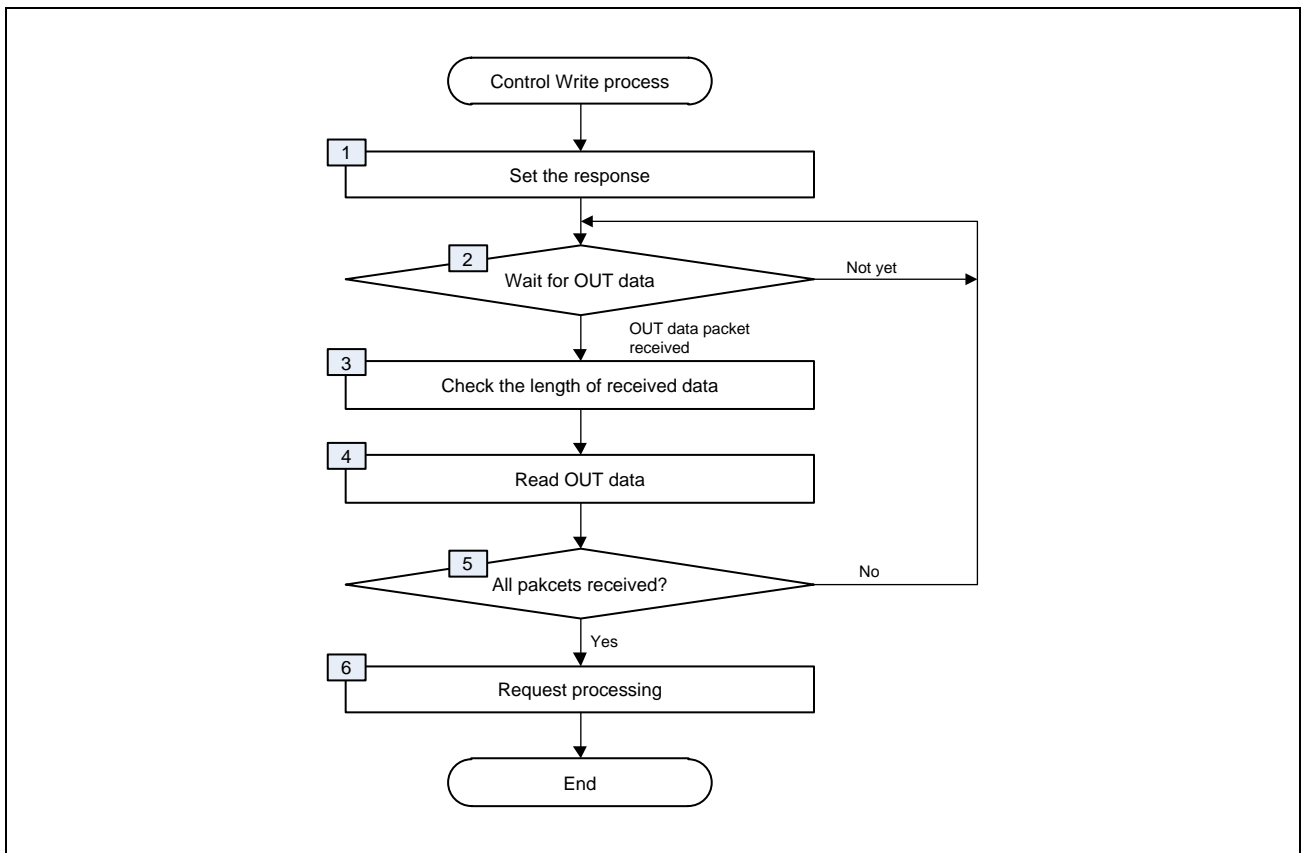 Control Write process
1
Set the response
2
Wait for OUT data
Not yet
OUT data packet
received
3
Check the length of received data
4
Read OUT data
5
All pakcets received?
No
Yes
6
Request processing
End